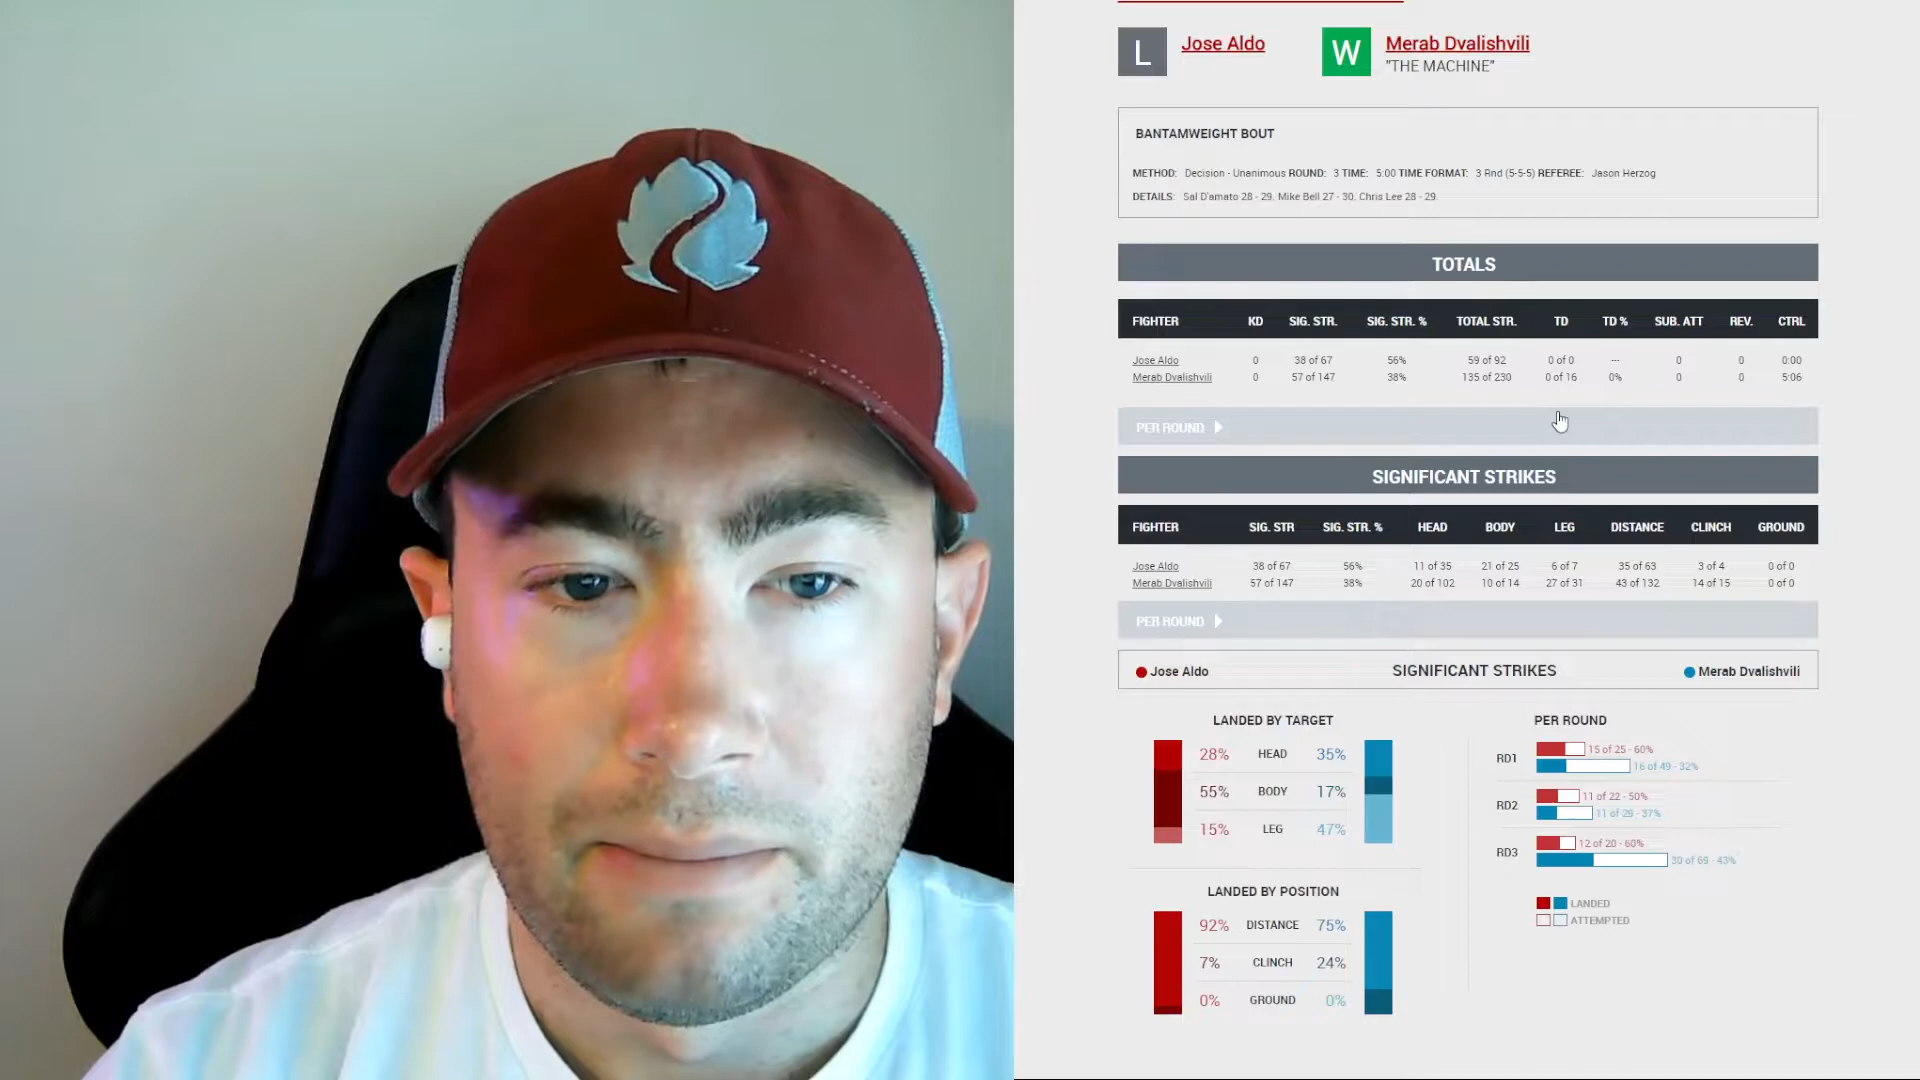 L Jose Aldo W Merab Dvalishvili
"THE MACHINE"
BANTAMWEIGHT BOUT
METHOD: Decision - Unanimous ROUND: 3 TIME: 5:00 TIME FORMAT: 3 Rnd (5-5-5) REFEREE: Jason Herzog
DETAILS: Sal D'amato 28 - 29. Mike Bell 27 - 30. Chris Lee 28 - 29.
TOTALS
FIGHTER KD SIG. STR. SIG. STR. % TOTAL STR. TD TD % SUB. ATT REV. CTRL
Jose Aldo 0 38 of 67 56% 59 of 92 0 of 0 --- 0 0 0:00
Merab Dvalishvili 0 57 of 147 38% 135 of 230 0 of 16 0% 0 0 5:06
PER ROUND
SIGNIFICANT STRIKES
FIGHTER SIG. STR SIG. STR. % HEAD BODY LEG DISTANCE CLINCH GROUND
Jose Aldo 38 of 67 56% 11 of 35 21 of 25 6 of 7 35 of 63 3 of 4 0 of 0
Merab Dvalishvili 57 of 147 38% 20 of 102 10 of 14 27 of 31 43 of 132 14 of 15 0 of 0
PER ROUND
Jose Aldo SIGNIFICANT STRIKES Merab Dvalishvili
LANDED BY TARGET
28% HEAD 35%
55% BODY 17%
15% LEG 47%
LANDED BY POSITION
92% DISTANCE 75%
7% CLINCH 24%
0% GROUND 0%
PER ROUND
RD1 15 of 25 - 60%
16 of 49 - 32%
RD2 11 of 22 - 50%
11 of 29 - 37%
RD3 12 of 20 - 60%
30 of 69 - 43%
LANDED
ATTEMPTED